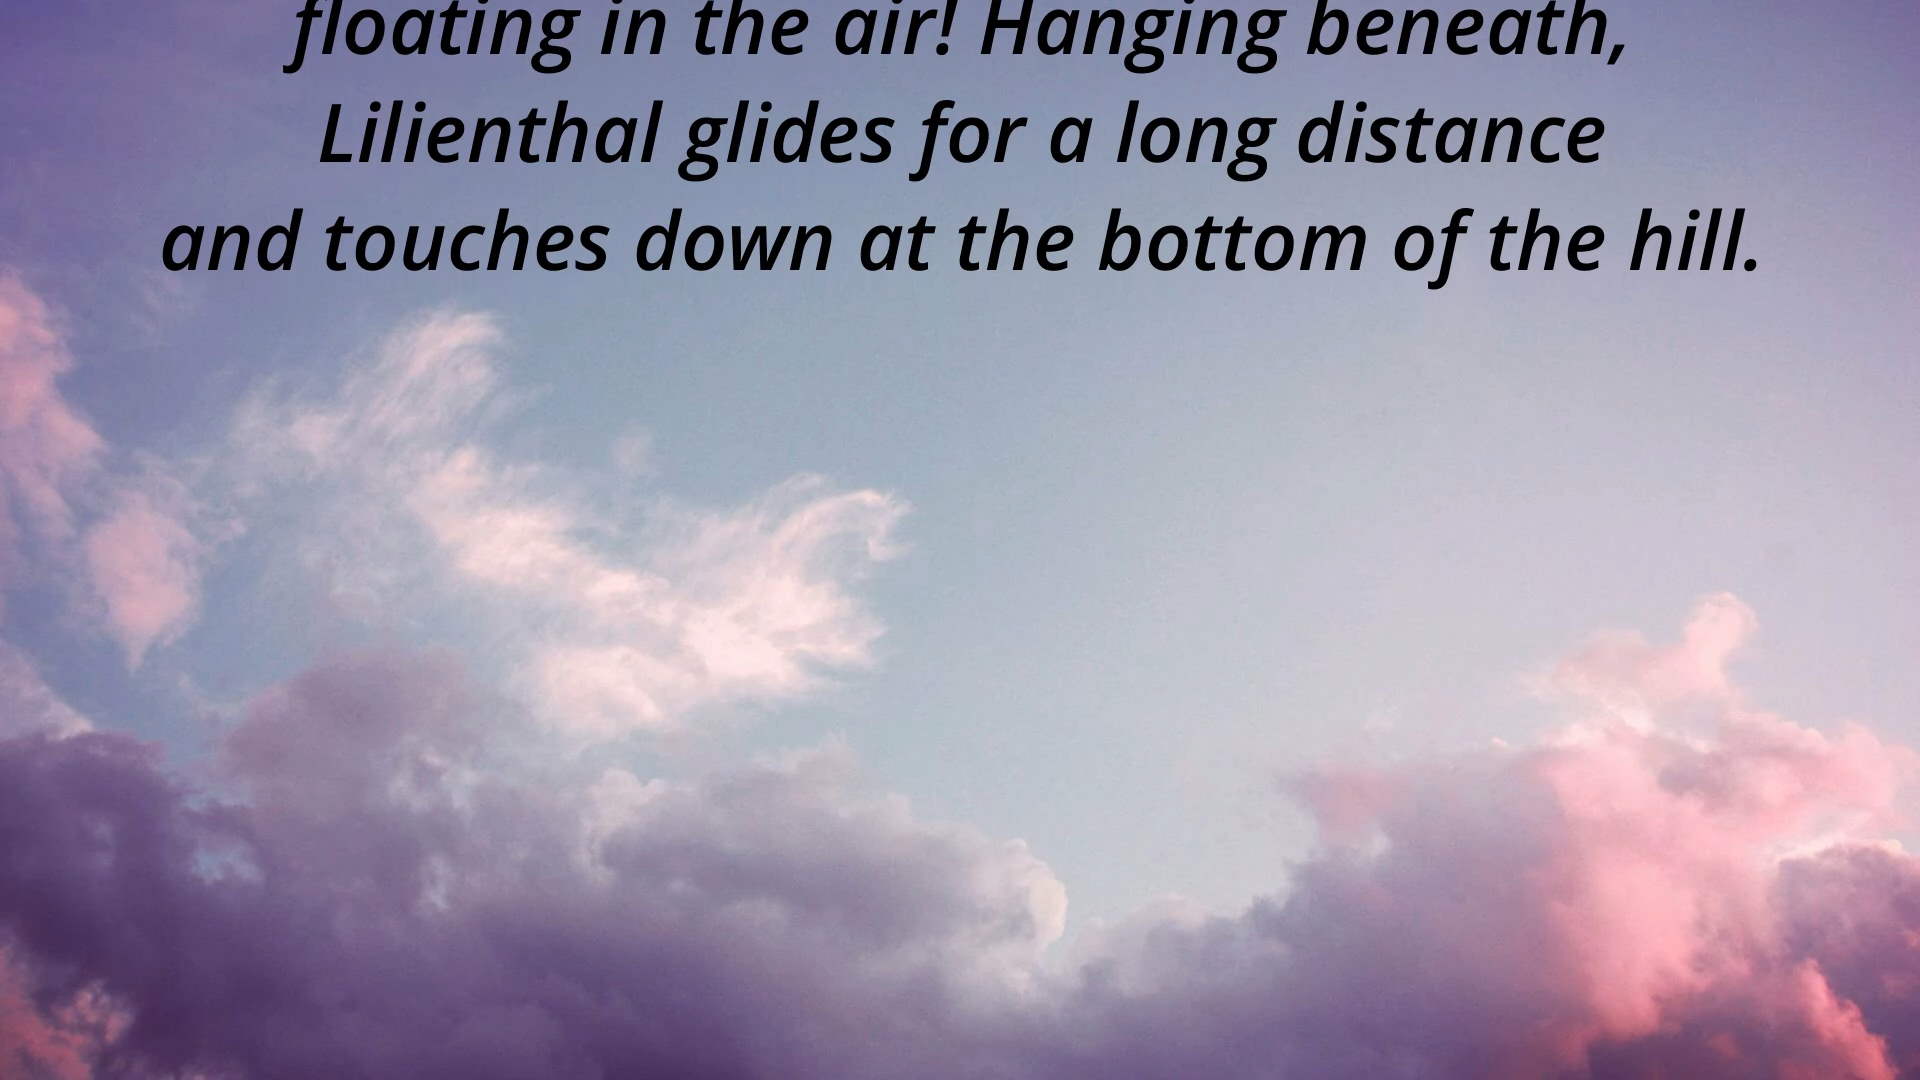 floating in the air! Hanging beneath,
Lilienthal glides for a long distance
and touches down at the bottom of the hill.